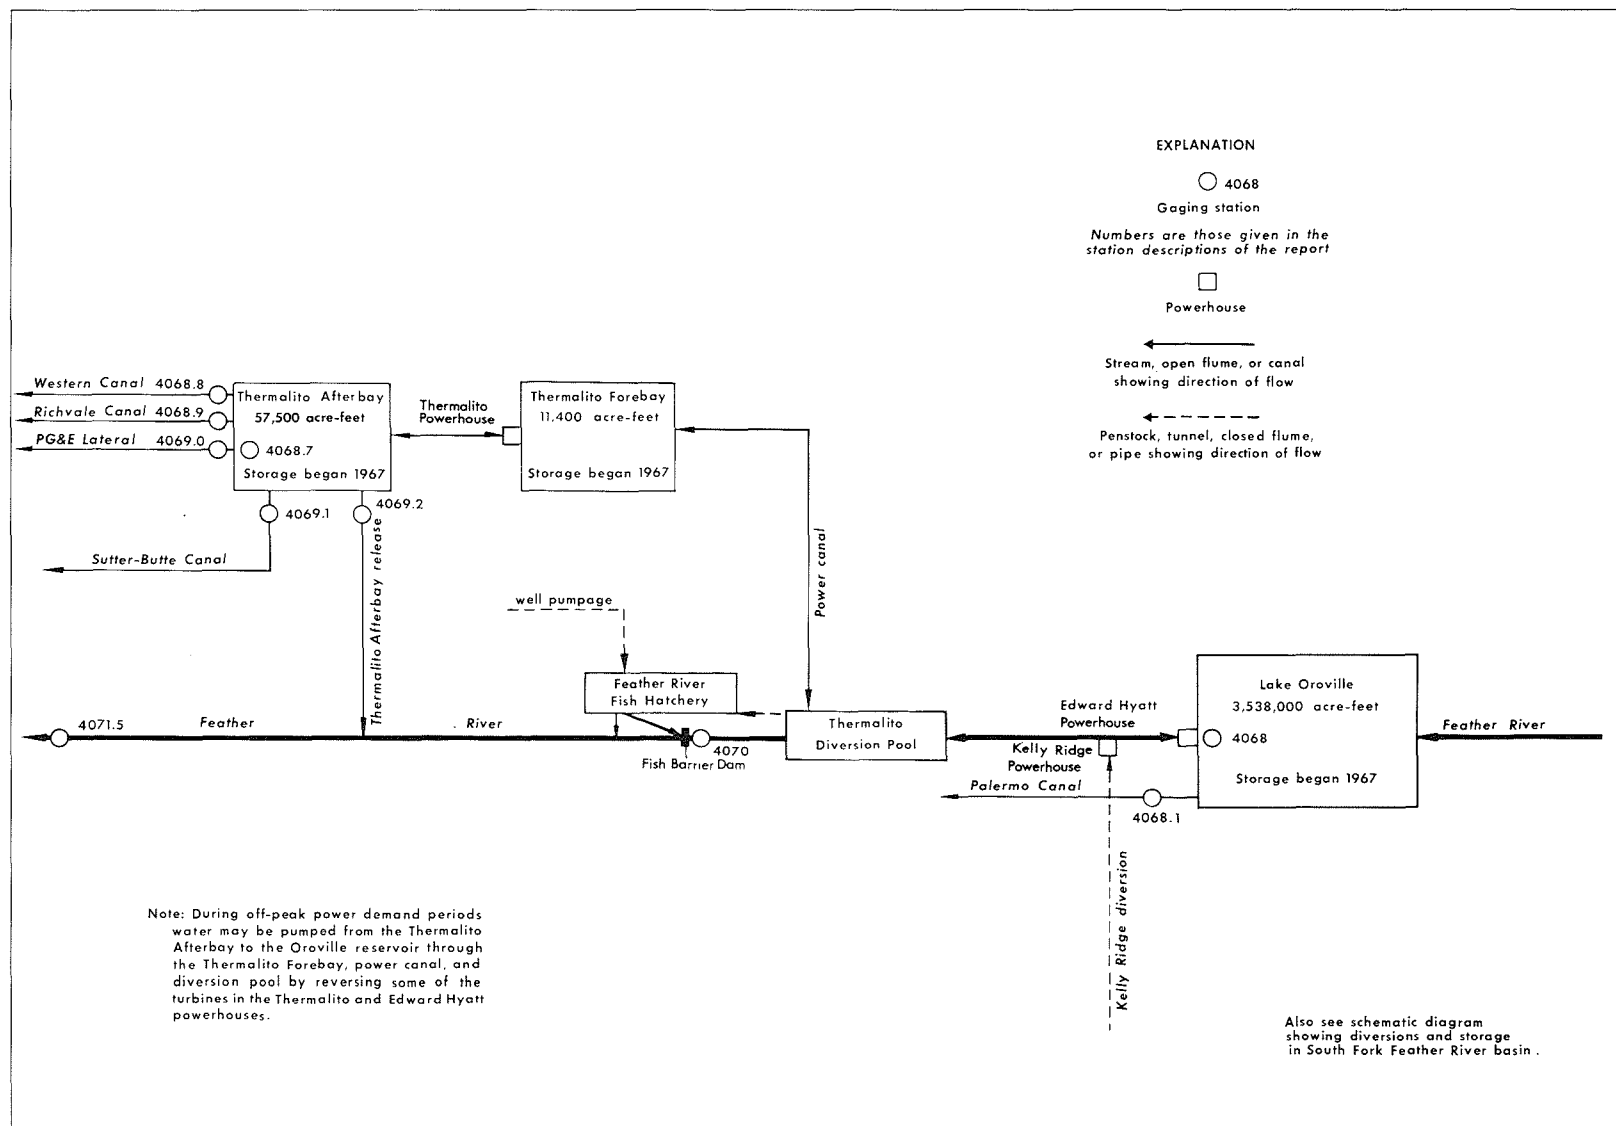 EXPLANATION
4068
Gaging station
Numbers are those given in the
station descriptions of the report
Powerhouse
Stream, open flume, or canal
showing direction of flow
Penstock, tunnel, closed flume,
or pipe showing direction of flow
Western Canal 4068.8
Richvale Canal 4068.9
PG&E Lateral 4069.0
Thermalito Afterbay
57,500 acre-feet
4068.7
Storage began 1967
Thermalito
Powerhouse
Thermalito Forebay
11,400 acre-feet
Storage began 1967
4069.1
4069.2
Sutter-Butte Canal
Thermalito Afterbay release
Power canal
well pumpage
Feather River
Fish Hatchery
4071.5
Feather River
4070
Fish Barrier Dam
Thermalito
Diversion Pool
Edward Hyatt
Powerhouse
Kelly Ridge
Powerhouse
Palermo Canal
4068.1
Kelly Ridge diversion
Lake Oroville
3,538,000 acre-feet
4068
Storage began 1967
Feather River
Note: During off-peak power demand periods
water may be pumped from the Thermalito
Afterbay to the Oroville reservoir through
the Thermalito Forebay, power canal, and
diversion pool by reversing some of the
turbines in the Thermalito and Edward Hyatt
powerhouses.
Also see schematic diagram
showing diversions and storage
in South Fork Feather River basin.